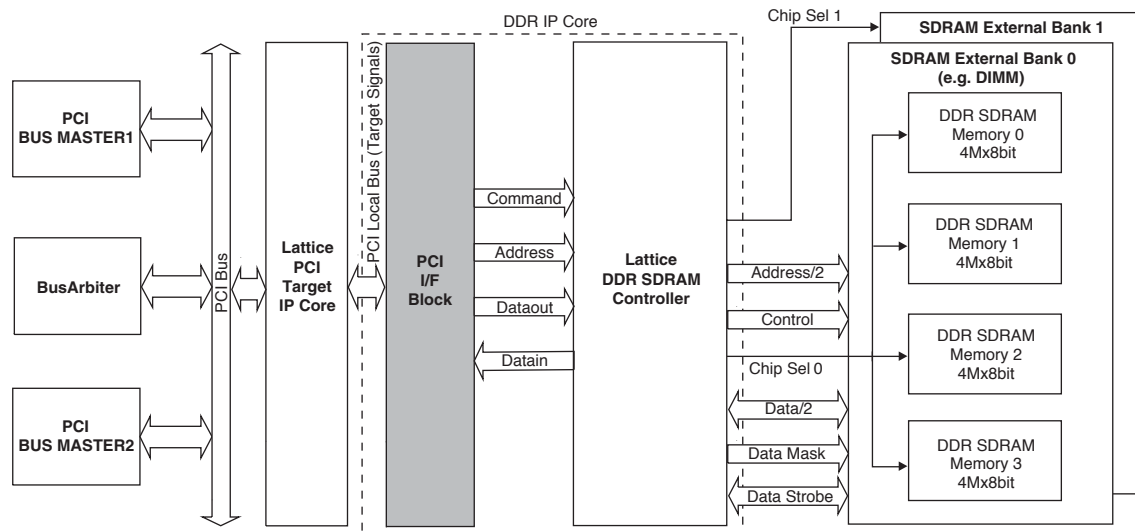 DDR IP Core
Chip Sel 1
SDRAM External Bank 1
SDRAM External Bank 0
(e.g. DIMM)
PCI
BUS MASTER1
BusArbiter
PCI
BUS MASTER2
PCI Bus
Lattice
PCI
Target
IP Core
PCI Local Bus (Target Signals)
PCI
I/F
Block
Command
Address
Dataout
Datain
Lattice
DDR SDRAM
Controller
Address/2
Control
Chip Sel 0
Data/2
Data Mask
Data Strobe
DDR SDRAM
Memory 0
4Mx8bit
DDR SDRAM
Memory 1
4Mx8bit
DDR SDRAM
Memory 2
4Mx8bit
DDR SDRAM
Memory 3
4Mx8bit